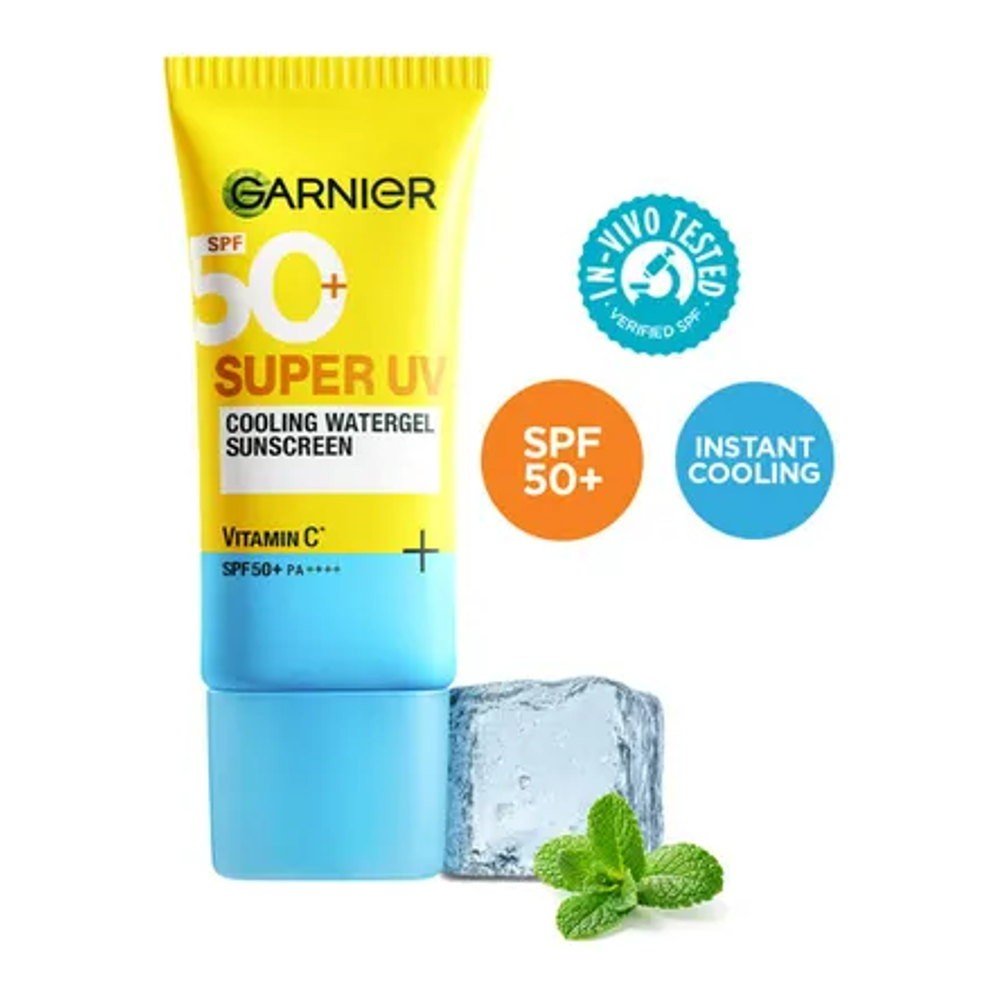 GARNIER
SPF
50+
SUPER UV
COOLING WATERGEL
SUNSCREEN
VITAMIN C*
+
SPF50+ PA++++
IN-VIVO TESTED
· VERIFIED SPF ·
SPF
50+
INSTANT
COOLING